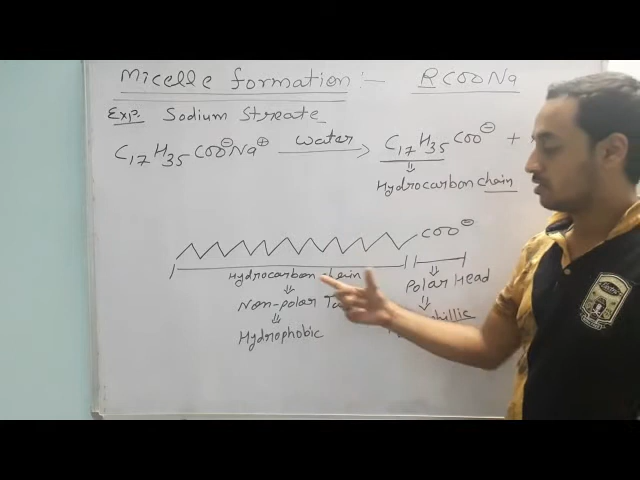 Micelle formation :- RCOONa
Exp. Sodium Streate
C17H35COO⊖Na⊕ water → C17H35COO⊖ +
⇓
Hydrocarbon chain
COO⊖
Hydrocarbon chain
⇓ ⇓
Polar Head
Non-polar
⇓ ⇓
Hydrophobic